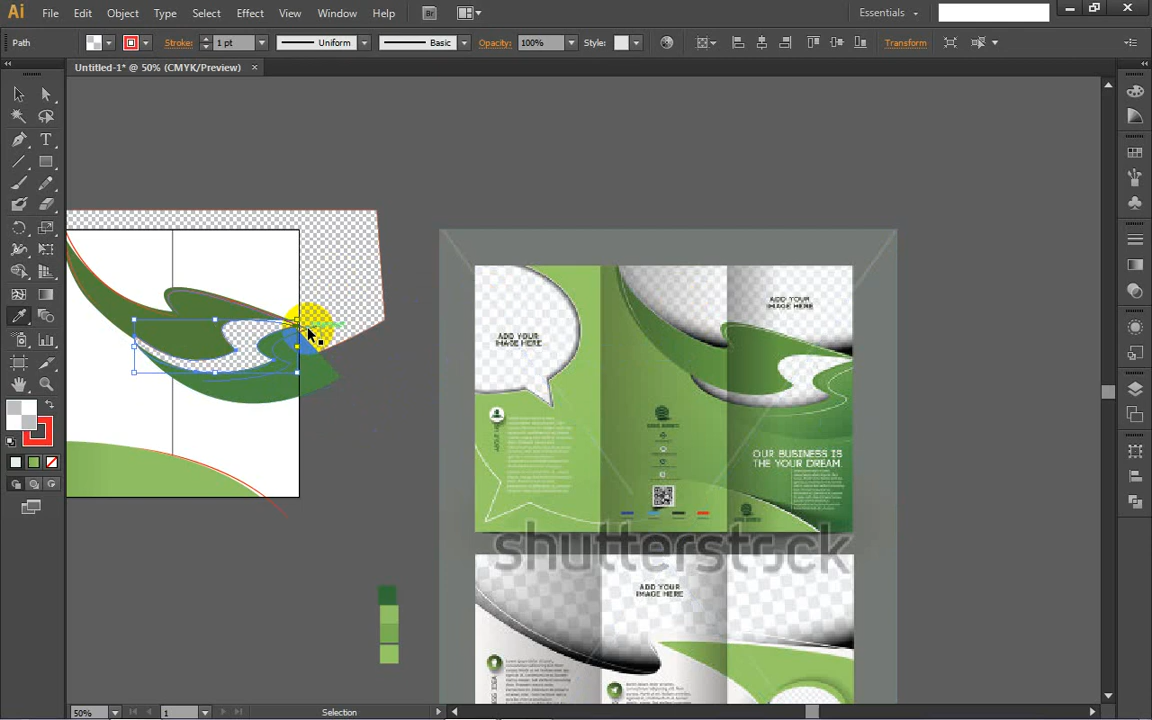 Ai File Edit Object Type Select Effect View Window Help Br Essentials
Path Stroke: 1 pt Uniform Basic Opacity: 100% Style: Transform
Untitled-1* @ 50% (CMYK/Preview)
ADD YOUR
IMAGE HERE
ADD YOUR
IMAGE HERE
OUR BUSINESS IS
THE YOUR DREAM.
shutterstock
ADD YOUR
IMAGE HERE
50% 1 Selection